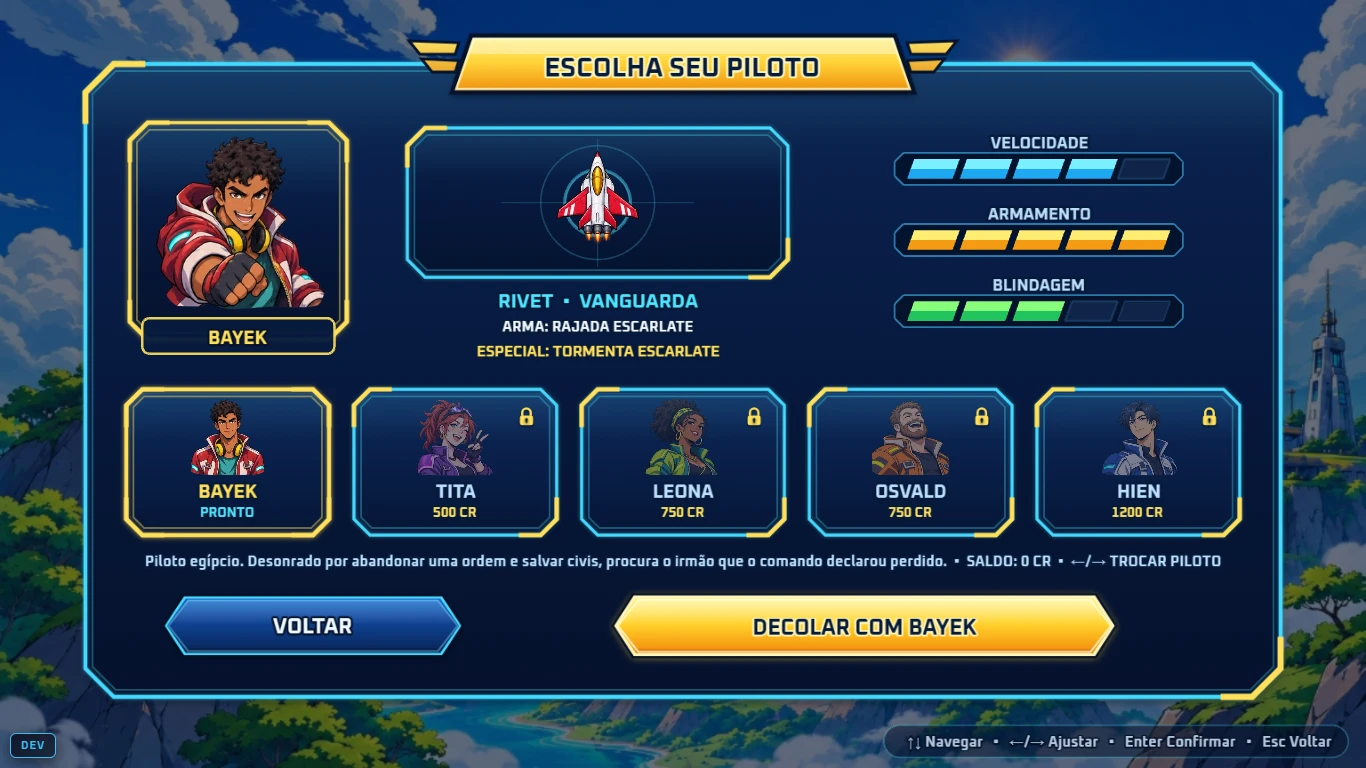 ESCOLHA SEU PILOTO
BAYEK
RIVET • VANGUARDA
ARMA: RAJADA ESCARLATE
ESPECIAL: TORMENTA ESCARLATE
VELOCIDADE
ARMAMENTO
BLINDAGEM
BAYEK
PRONTO
TITA
500 CR
LEONA
750 CR
OSVALD
750 CR
HIEN
1200 CR
Piloto egípcio. Desonrado por abandonar uma ordem e salvar civis, procura o irmão que o comando declarou perdido. • SALDO: 0 CR • ←/→ TROCAR PILOTO
VOLTAR
DECOLAR COM BAYEK
DEV
↑↓ Navegar • ←/→ Ajustar • Enter Confirmar • Esc Voltar